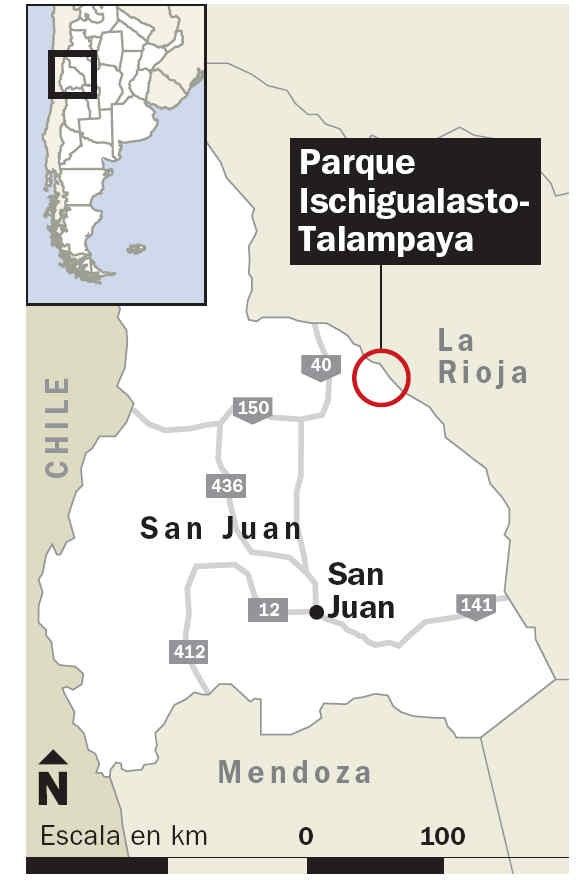 Parque
Ischigualasto-
Talampaya
La
Rioja
40
150
CHILE
436
San Juan
San
Juan
12
141
412
Mendoza
N
Escala en km
0
100